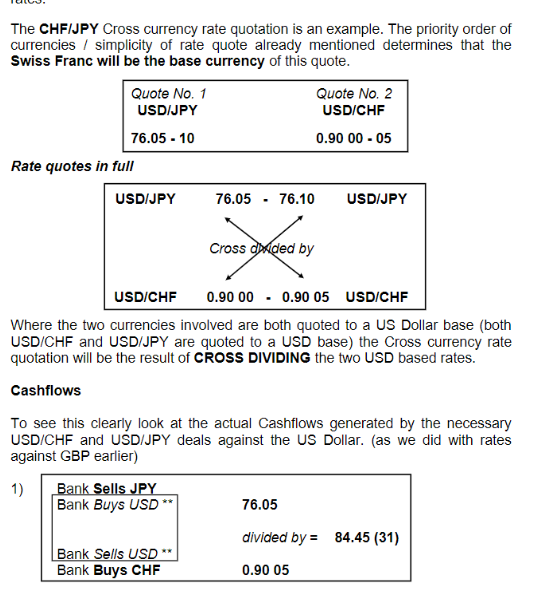 The CHF/JPY Cross currency rate quotation is an example. The priority order of
currencies / simplicity of rate quote already mentioned determines that the
Swiss Franc will be the base currency of this quote.
Quote No. 1 Quote No. 2
USD/JPY USD/CHF
76.05 - 10 0.90 00 - 05
Rate quotes in full
USD/JPY 76.05 - 76.10 USD/JPY
Cross divided by
USD/CHF 0.90 00 - 0.90 05 USD/CHF
Where the two currencies involved are both quoted to a US Dollar base (both
USD/CHF and USD/JPY are quoted to a USD base) the Cross currency rate
quotation will be the result of CROSS DIVIDING the two USD based rates.
Cashflows
To see this clearly look at the actual Cashflows generated by the necessary
USD/CHF and USD/JPY deals against the US Dollar. (as we did with rates
against GBP earlier)
1) Bank Sells JPY
Bank Buys USD ** 76.05
divided by = 84.45 (31)
Bank Sells USD **
Bank Buys CHF 0.90 05